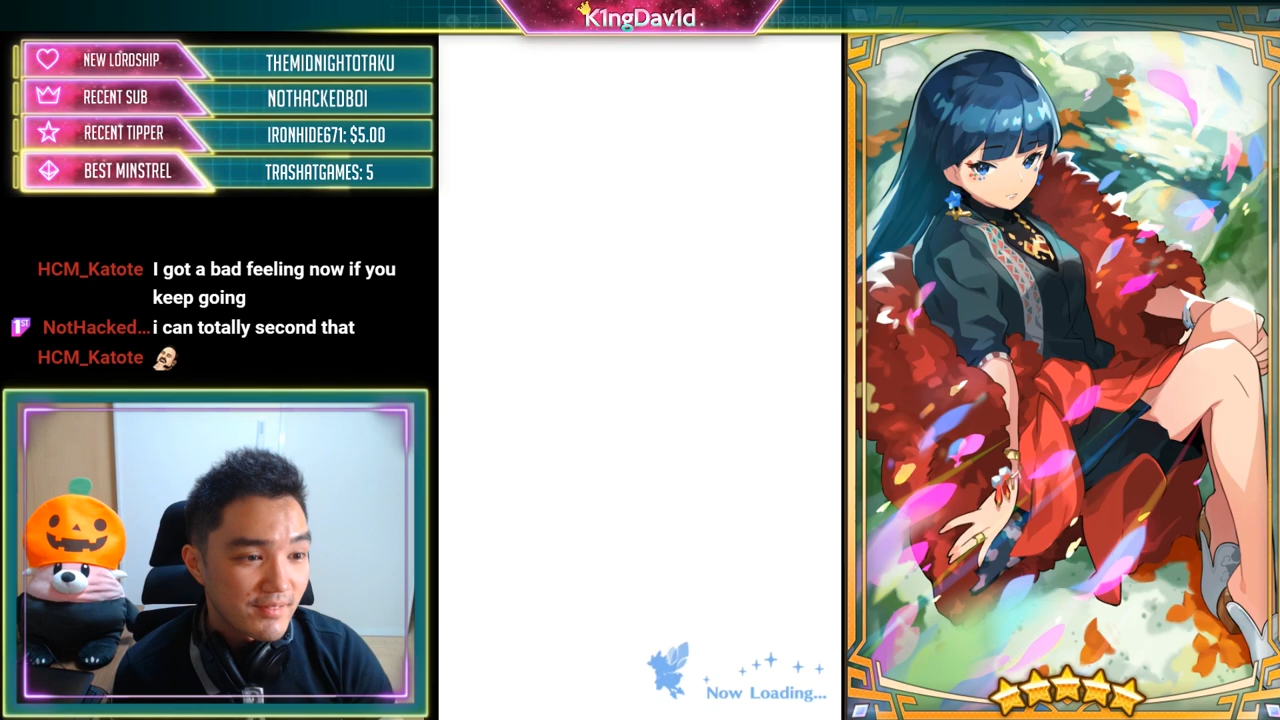 K1ngDav1d
NEW LORDSHIP THEMIDNIGHTOTAKU
RECENT SUB NOTHACKEDBOI
RECENT TIPPER IRONHIDE671: $5.00
BEST MINSTREL TRASHATGAMES: 5
HCM_Katote I got a bad feeling now if you
keep going
1ST NotHacked... i can totally second that
HCM_Katote
Now Loading...